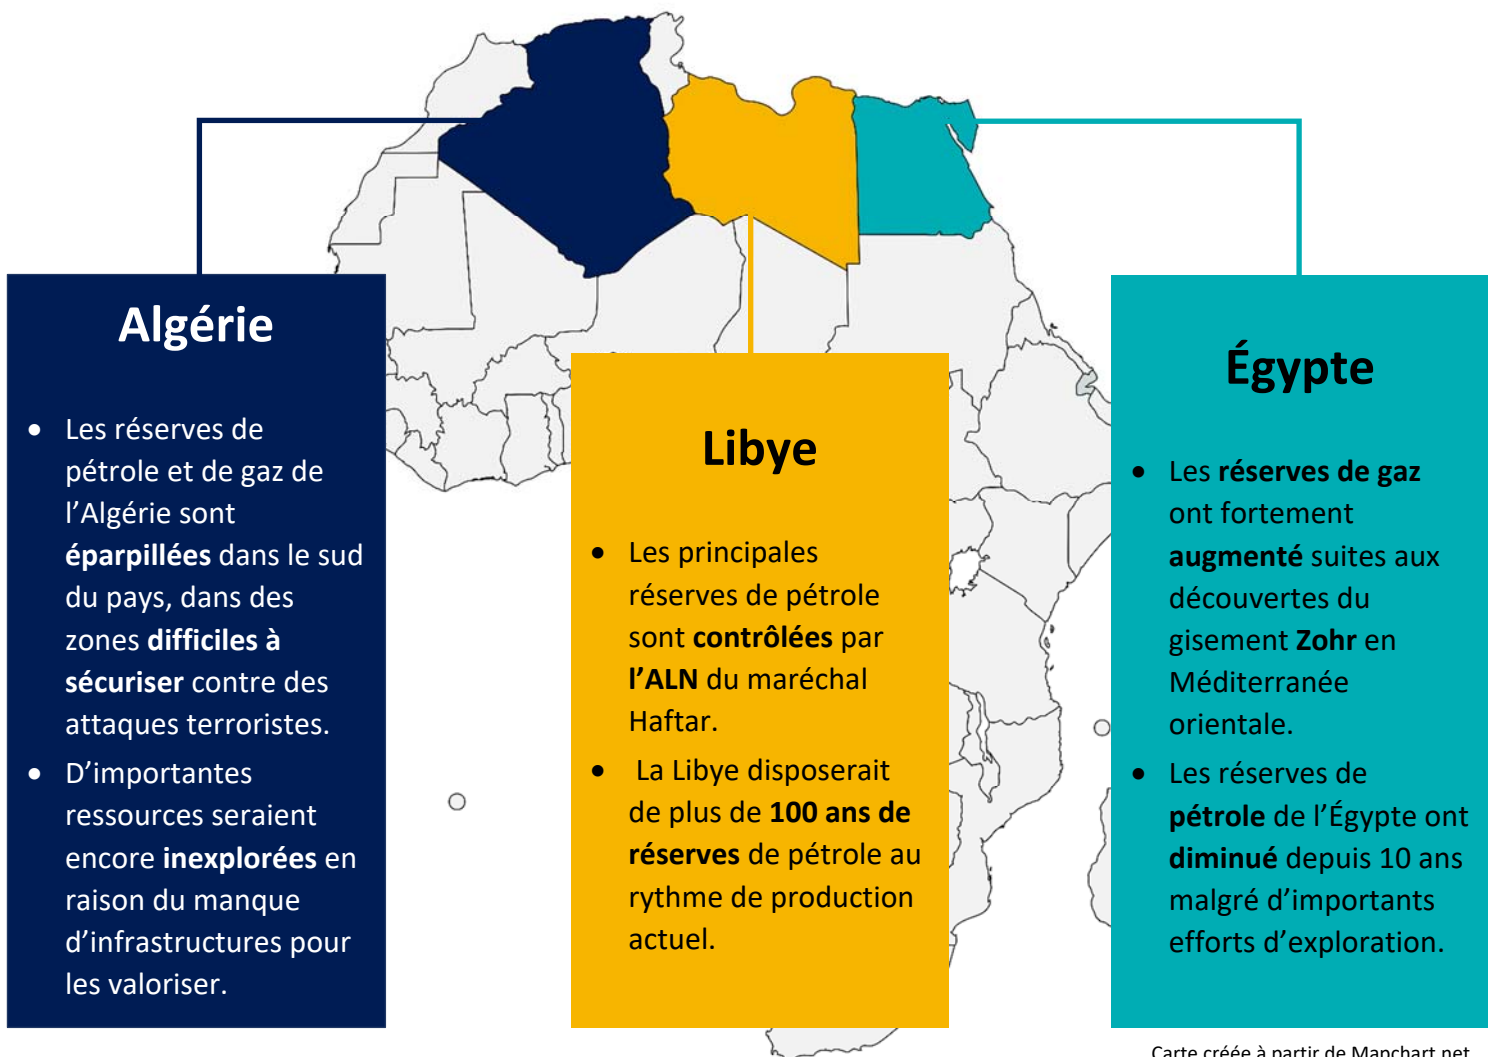 Algérie
• Les réserves de
pétrole et de gaz de
l’Algérie sont
éparpillées dans le sud
du pays, dans des
zones difficiles à
sécuriser contre des
attaques terroristes.
• D’importantes
ressources seraient
encore inexplorées en
raison du manque
d’infrastructures pour
les valoriser.
Libye
• Les principales
réserves de pétrole
sont contrôlées par
l’ALN du maréchal
Haftar.
• La Libye disposerait
de plus de 100 ans de
réserves de pétrole au
rythme de production
actuel.
Égypte
• Les réserves de gaz
ont fortement
augmenté suites aux
découvertes du
gisement Zohr en
Méditerranée
orientale.
• Les réserves de
pétrole de l’Égypte ont
diminué depuis 10 ans
malgré d’importants
efforts d’exploration.
Carte créée à partir de Mapchart.net